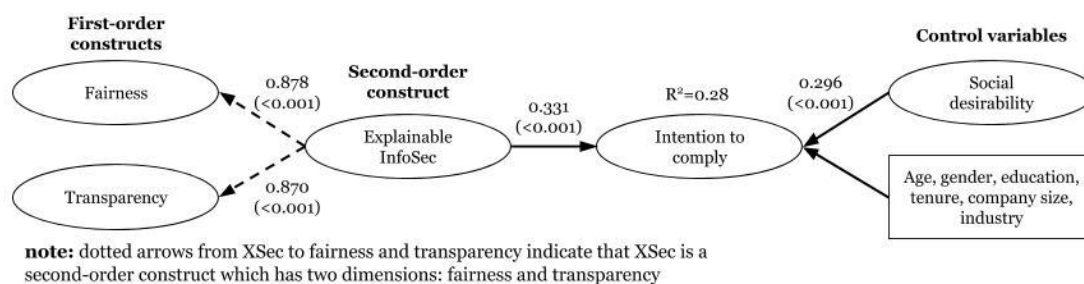 First-order
constructs
Fairness
Transparency
0.878
(<0.001)
0.870
(<0.001)
Second-order
construct
Explainable
InfoSec
0.331
(<0.001)
R²=0.28
Intention to
comply
0.296
(<0.001)
Control variables
Social
desirability
Age, gender, education,
tenure, company size,
industry
note: dotted arrows from XSec to fairness and transparency indicate that XSec is a
second-order construct which has two dimensions: fairness and transparency